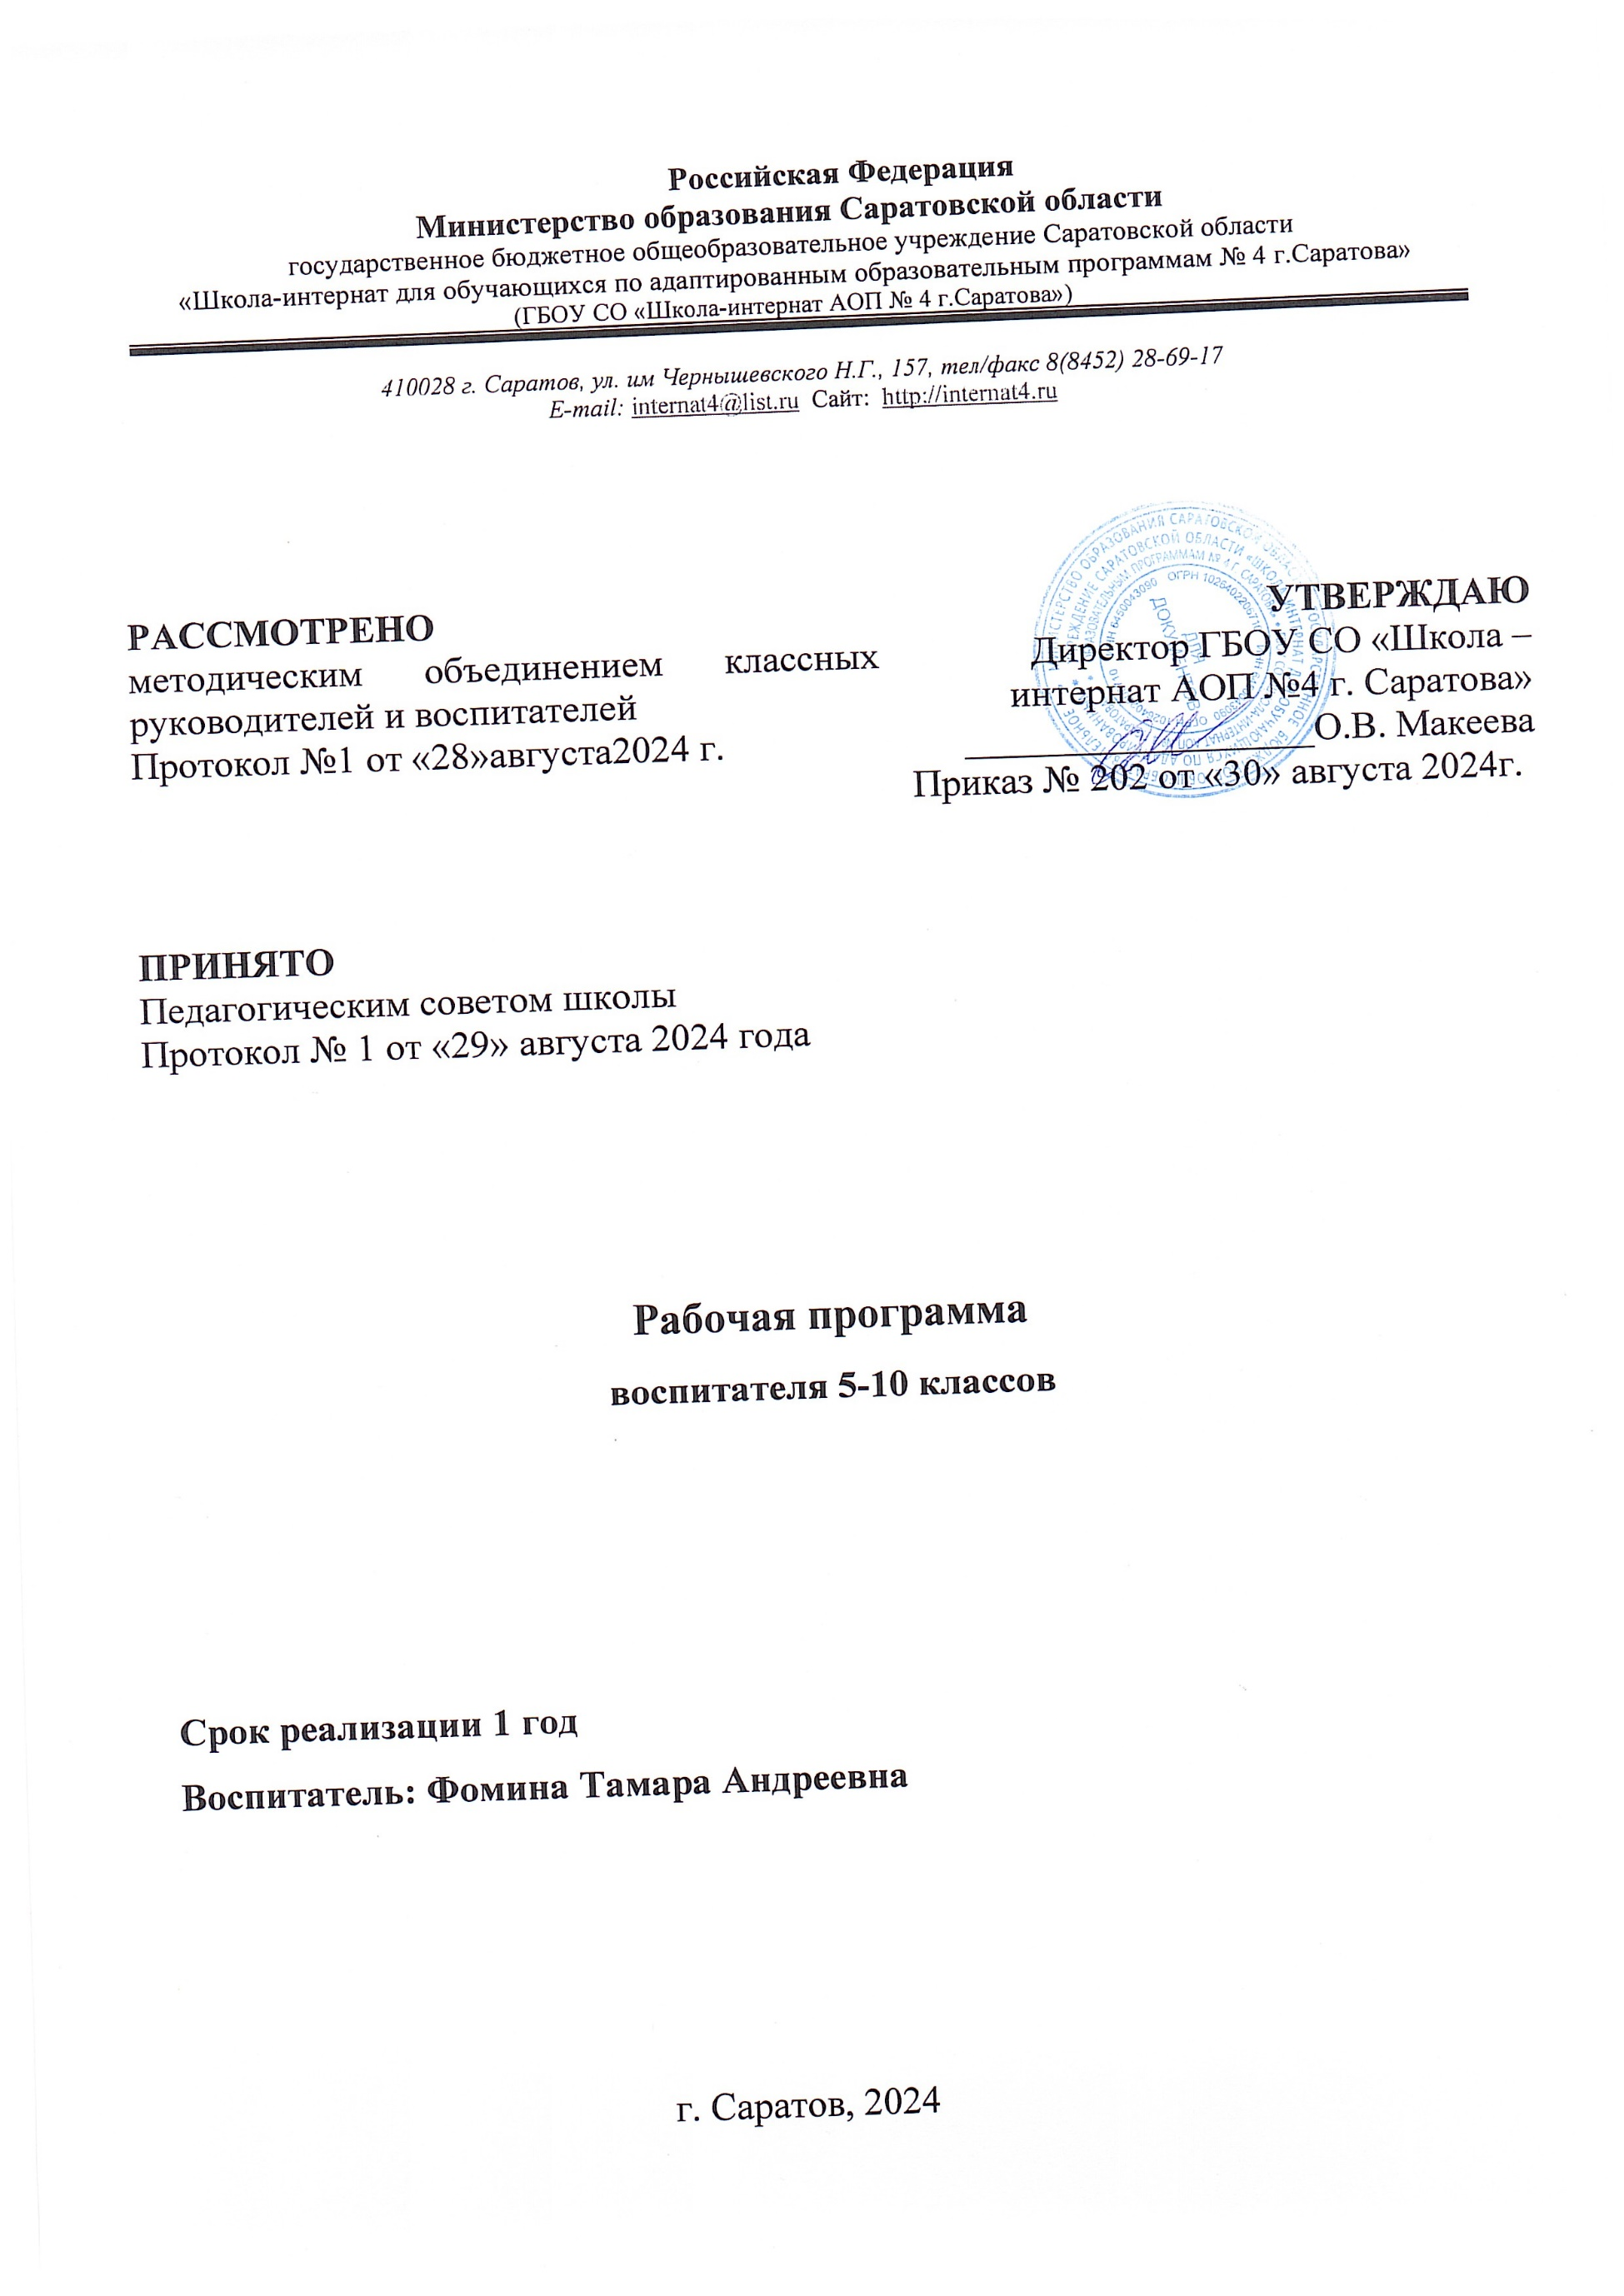 Российская Федерация
Министерство образования Саратовской области
государственное бюджетное общеобразовательное учреждение Саратовской области
«Школа-интернат для обучающихся по адаптированным образовательным программам № 4 г.Саратова»
(ГБОУ СО «Школа-интернат АОП № 4 г.Саратова»)
410028 г. Саратов, ул. им Чернышевского Н.Г., 157, тел/факс 8(8452) 28-69-17
E-mail: internat4@list.ru Сайт: http://internat4.ru
РАССМОТРЕНО
методическим объединением классных
руководителей и воспитателей
Протокол №1 от «28»августа2024 г.
УТВЕРЖДАЮ
Директор ГБОУ СО «Школа –
интернат АОП №4 г. Саратова»
О.В. Макеева
Приказ № 202 от «30» августа 2024г.
ДЛЯ
ДОКУМЕНТОВ
ПРИНЯТО
Педагогическим советом школы
Протокол № 1 от «29» августа 2024 года
Рабочая программа
воспитателя 5-10 классов
Срок реализации 1 год
Воспитатель: Фомина Тамара Андреевна
г. Саратов, 2024